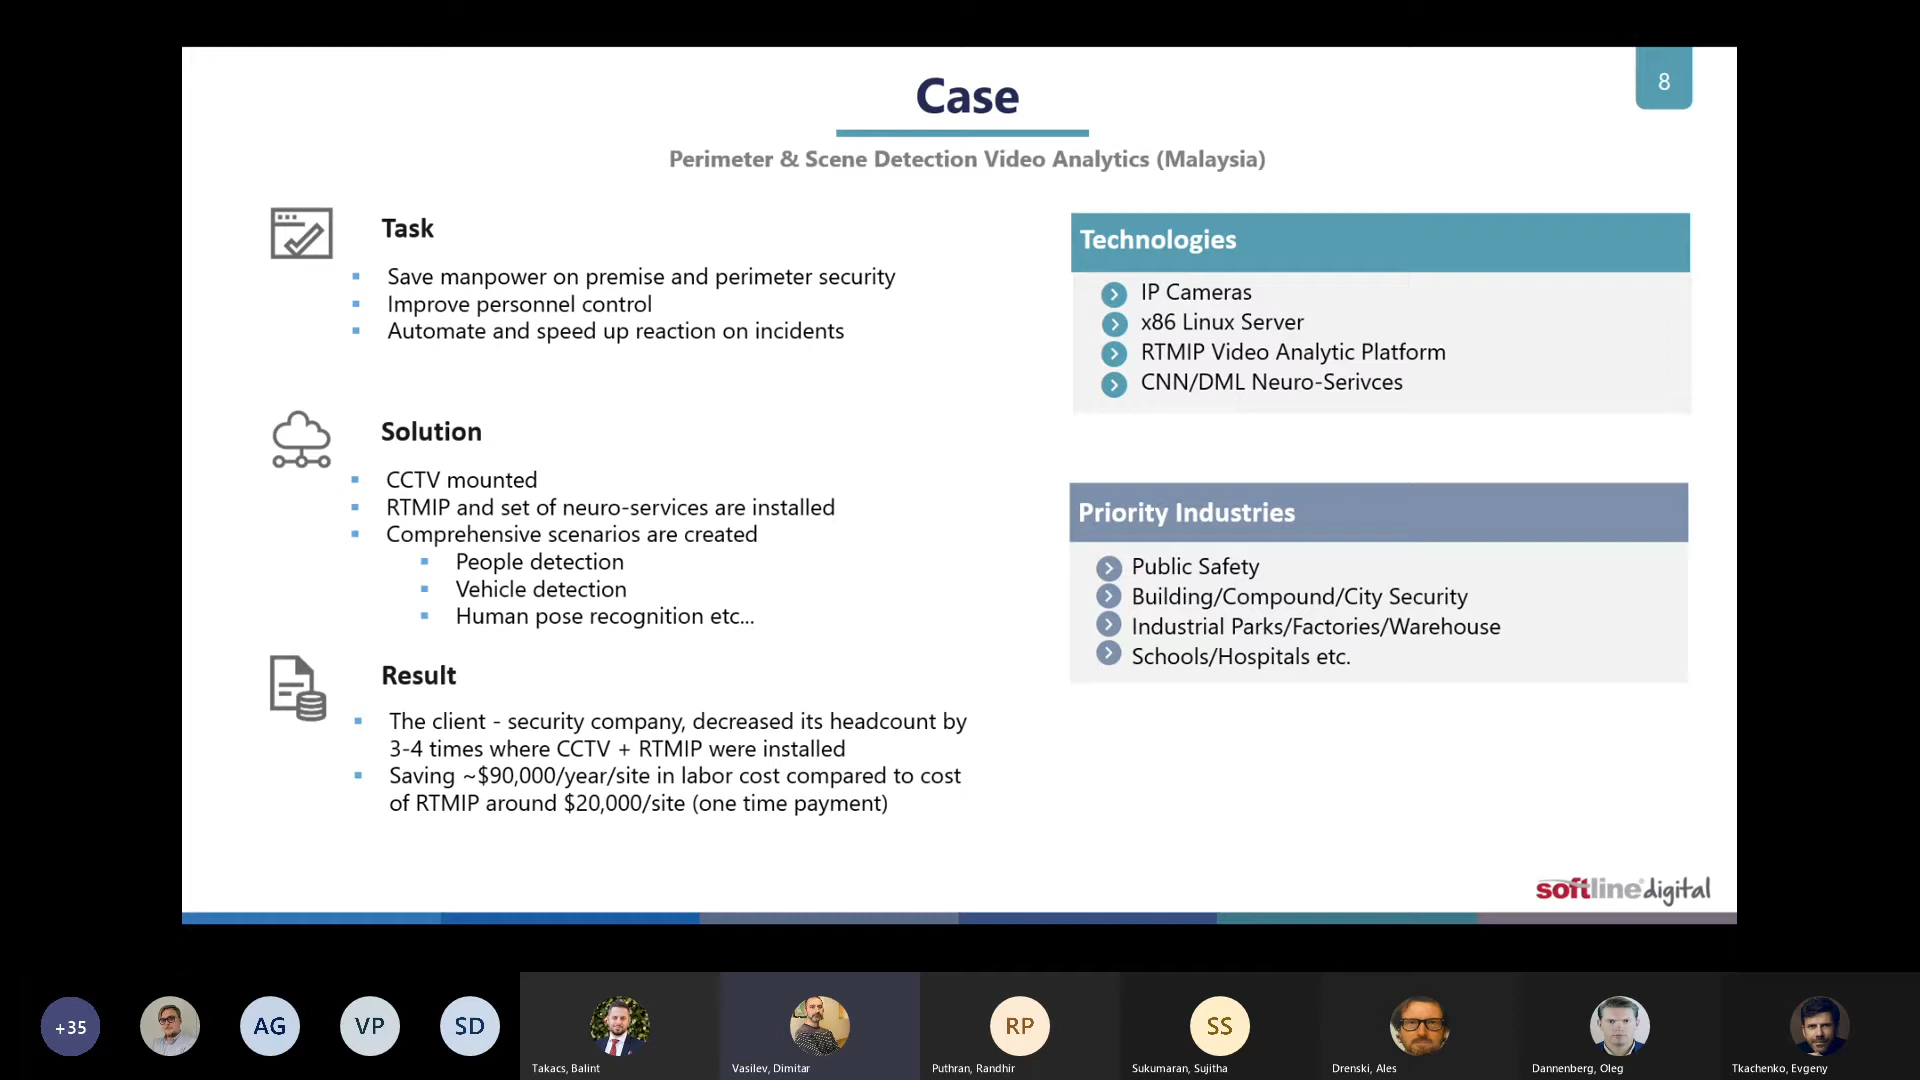 8
Case
Perimeter & Scene Detection Video Analytics (Malaysia)
Task
Save manpower on premise and perimeter security
Improve personnel control
Automate and speed up reaction on incidents
Solution
CCTV mounted
RTMIP and set of neuro-services are installed
Comprehensive scenarios are created
People detection
Vehicle detection
Human pose recognition etc...
Result
The client - security company, decreased its headcount by
3-4 times where CCTV + RTMIP were installed
Saving ~$90,000/year/site in labor cost compared to cost
of RTMIP around $20,000/site (one time payment)
Technologies
IP Cameras
x86 Linux Server
RTMIP Video Analytic Platform
CNN/DML Neuro-Serivces
Priority Industries
Public Safety
Building/Compound/City Security
Industrial Parks/Factories/Warehouse
Schools/Hospitals etc.
softline® digital
+35
AG
VP
SD
RP
SS
Takacs, Balint
Vasilev, Dimitar
Puthran, Randhir
Sukumaran, Sujitha
Drenski, Ales
Dannenberg, Oleg
Tkachenko, Evgeny